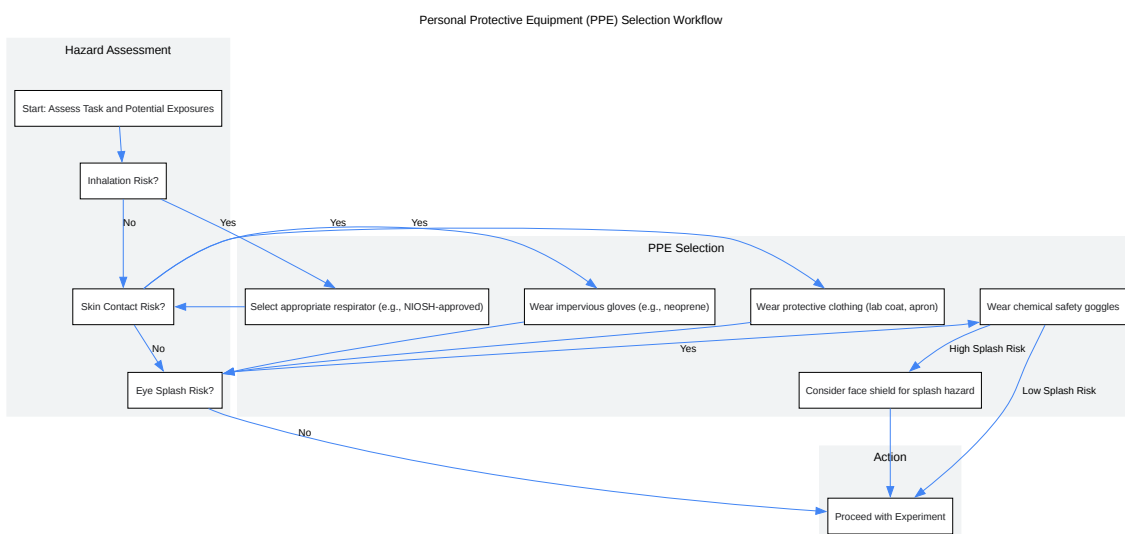 Personal Protective Equipment (PPE) Selection Workflow
Hazard Assessment
Start: Assess Task and Potential Exposures
Inhalation Risk?
No
Yes
Yes
Yes
PPE Selection
Skin Contact Risk?
Select appropriate respirator (e.g., NIOSH-approved)
Wear impervious gloves (e.g., neoprene)
Wear protective clothing (lab coat, apron)
Wear chemical safety goggles
No
Yes
High Splash Risk
Eye Splash Risk?
Consider face shield for splash hazard
Low Splash Risk
No
Action
Proceed with Experiment